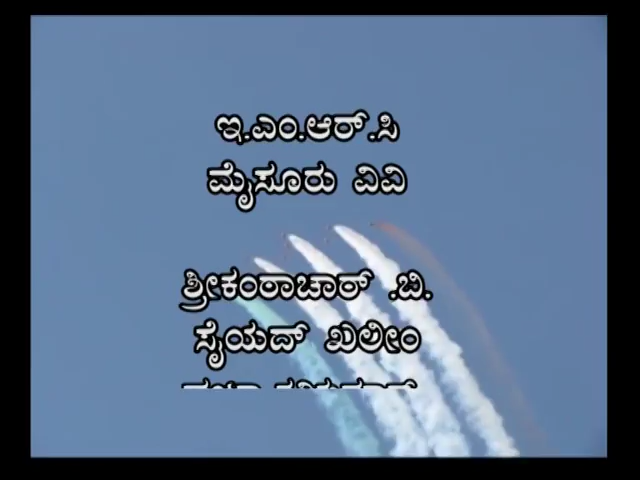 ಇ.ಎಂ.ಆರ್.ಸಿ
ಮೈಸೂರು ವಿವಿ
ಶ್ರೀಕಂಠಾಚಾರ್ .ಬಿ.
ಸೈಯದ್ ಖಲೀಂ